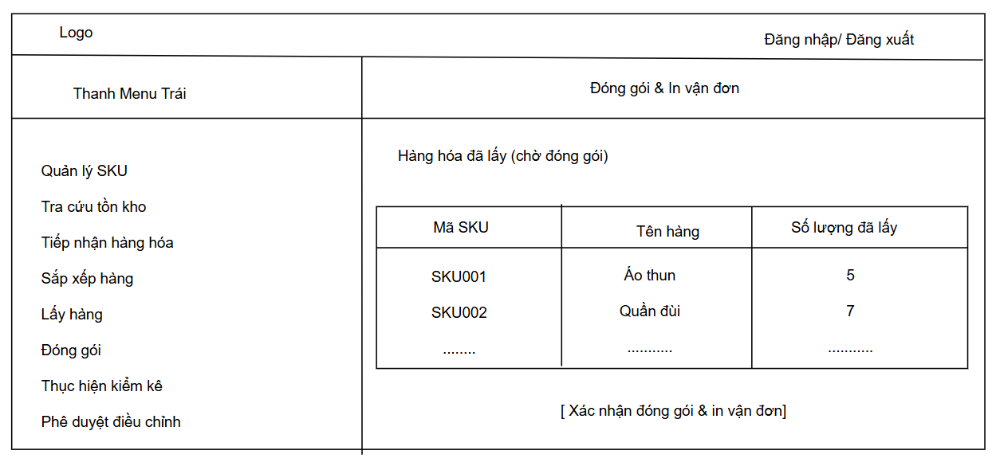 Logo
Đăng nhập/ Đăng xuất
Thanh Menu Trái
Đóng gói & In vận đơn
Quản lý SKU
Tra cứu tồn kho
Tiếp nhận hàng hóa
Sắp xếp hàng
Lấy hàng
Đóng gói
Thực hiện kiểm kê
Phê duyệt điều chỉnh
Hàng hóa đã lấy (chờ đóng gói)
Mã SKU Tên hàng Số lượng đã lấy
SKU001 Áo thun 5
SKU002 Quần đùi 7
........ ........... ...........
[ Xác nhận đóng gói & in vận đơn]